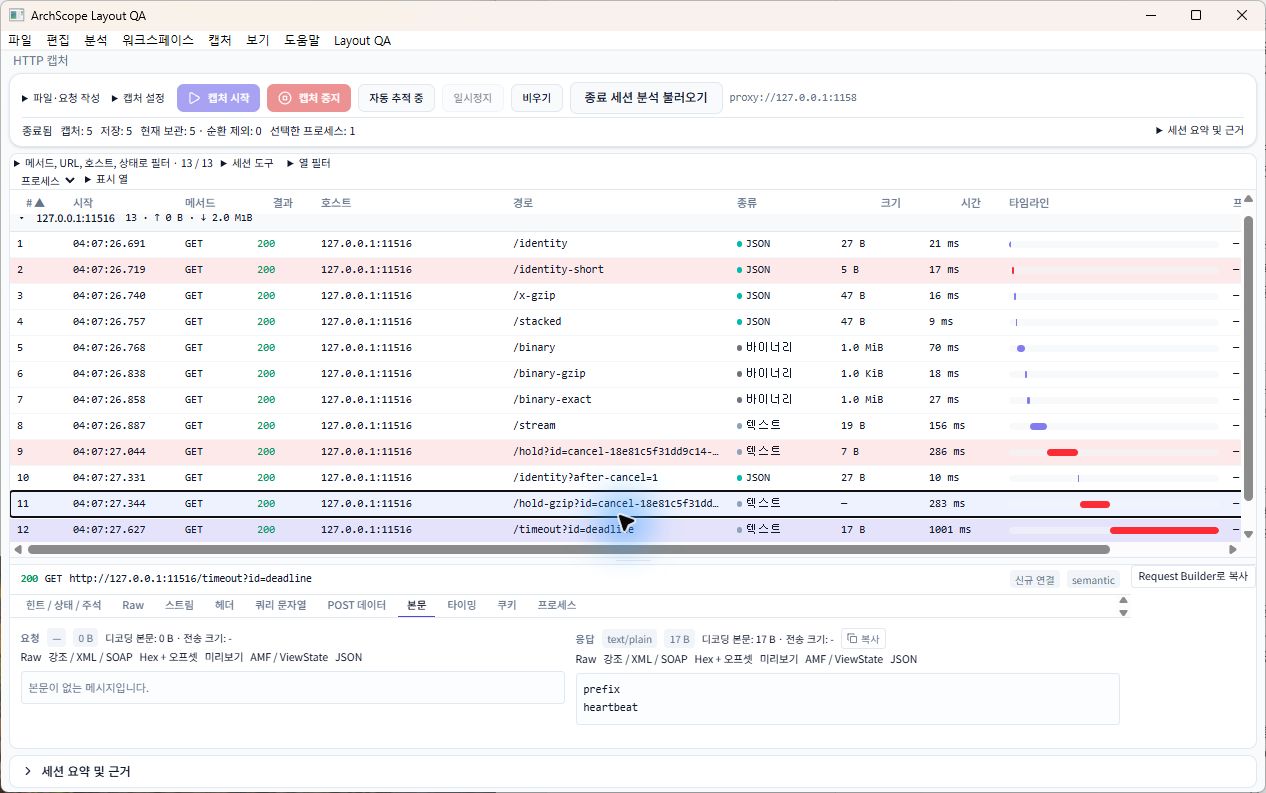 ArchScope Layout QA
파일 편집 분석 워크스페이스 캡처 보기 도움말 Layout QA
HTTP 캡처
▶ 파일·요청 작성 ▶ 캡처 설정 캡처 시작 캡처 중지 자동 추적 중 일시정지 비우기 종료 세션 분석 불러오기 proxy://127.0.0.1:1158
종료됨 캡처: 5 저장: 5 현재 보관: 5 · 순환 제외: 0 선택한 프로세스: 1 ▶ 세션 요약 및 근거
▶ 메서드, URL, 호스트, 상태로 필터 · 13 / 13 ▶ 세션 도구 ▶ 열 필터
프로세스 ▶ 표시 열
# ▲ 시작 메서드 결과 호스트 경로 종류 크기 시간 타임라인 프
127.0.0.1:11516 13 · ↑ 0 B · ↓ 2.0 MiB
1 04:07:26.691 GET 200 127.0.0.1:11516 /identity JSON 27 B 21 ms —
2 04:07:26.719 GET 200 127.0.0.1:11516 /identity-short JSON 5 B 17 ms —
3 04:07:26.740 GET 200 127.0.0.1:11516 /x-gzip JSON 47 B 16 ms —
4 04:07:26.757 GET 200 127.0.0.1:11516 /stacked JSON 47 B 9 ms —
5 04:07:26.768 GET 200 127.0.0.1:11516 /binary 바이너리 1.0 MiB 70 ms —
6 04:07:26.838 GET 200 127.0.0.1:11516 /binary-gzip 바이너리 1.0 KiB 18 ms —
7 04:07:26.858 GET 200 127.0.0.1:11516 /binary-exact 바이너리 1.0 MiB 27 ms —
8 04:07:26.887 GET 200 127.0.0.1:11516 /stream 텍스트 19 B 156 ms —
9 04:07:27.044 GET 200 127.0.0.1:11516 /hold?id=cancel-18e81c5f31dd9c14-… 텍스트 7 B 286 ms —
10 04:07:27.331 GET 200 127.0.0.1:11516 /identity?after-cancel=1 JSON 27 B 10 ms —
11 04:07:27.344 GET 200 127.0.0.1:11516 /hold-gzip?id=cancel-18e81c5f31dd… 텍스트 — 283 ms —
12 04:07:27.627 GET 200 127.0.0.1:11516 /timeout?id=deadline 텍스트 17 B 1001 ms —
200 GET http://127.0.0.1:11516/timeout?id=deadline 신규 연결 semantic Request Builder로 복사
힌트 / 상태 / 주석 Raw 스트림 헤더 쿼리 문자열 POST 데이터 본문 타이밍 쿠키 프로세스
요청 — 0 B 디코딩 본문: 0 B · 전송 크기: -
Raw 강조 / XML / SOAP Hex + 오프셋 미리보기 AMF / ViewState JSON
본문이 없는 메시지입니다.
응답 text/plain 17 B 디코딩 본문: 17 B · 전송 크기: - 복사
Raw 강조 / XML / SOAP Hex + 오프셋 미리보기 AMF / ViewState JSON
prefix
heartbeat
세션 요약 및 근거